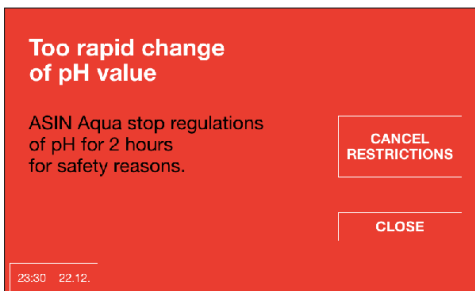 Too rapid change
of pH value
ASIN Aqua stop regulations
of pH for 2 hours
for safety reasons.
CANCEL
RESTRICTIONS
CLOSE
23:30 22.12.